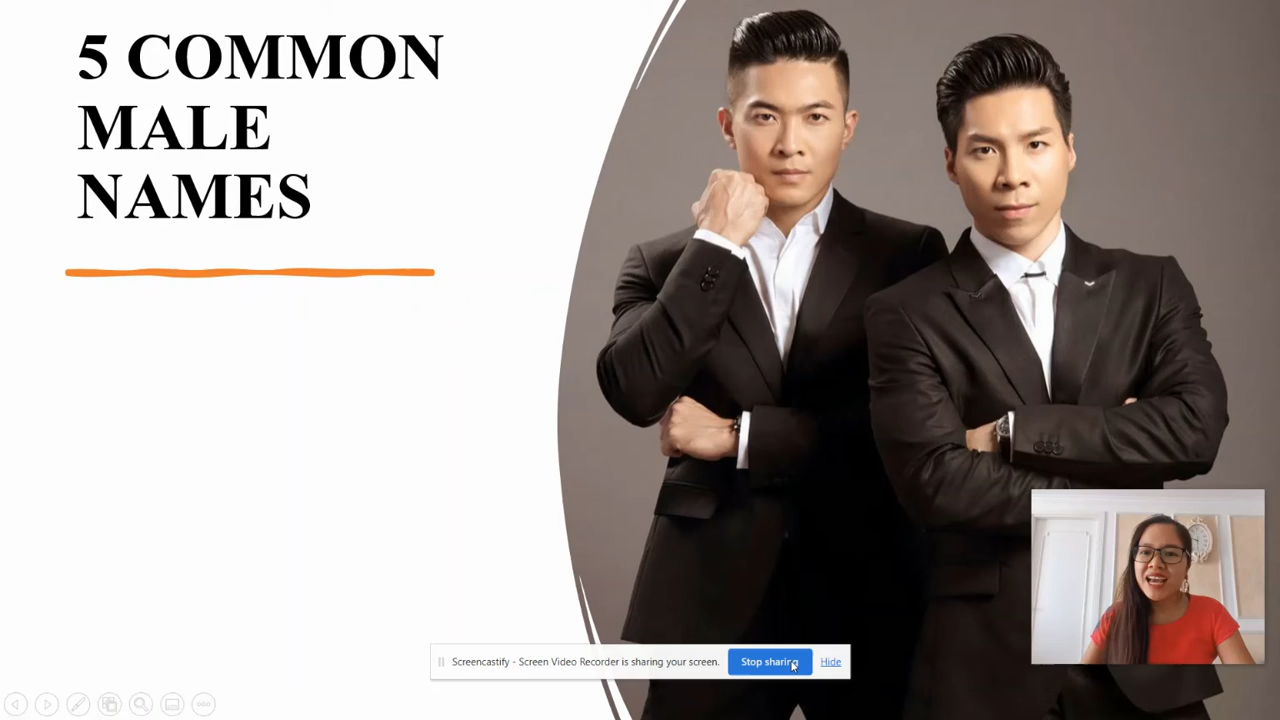 5 COMMON
MALE
NAMES
Screencastify - Screen Video Recorder is sharing your screen.
Stop sharing
Hide